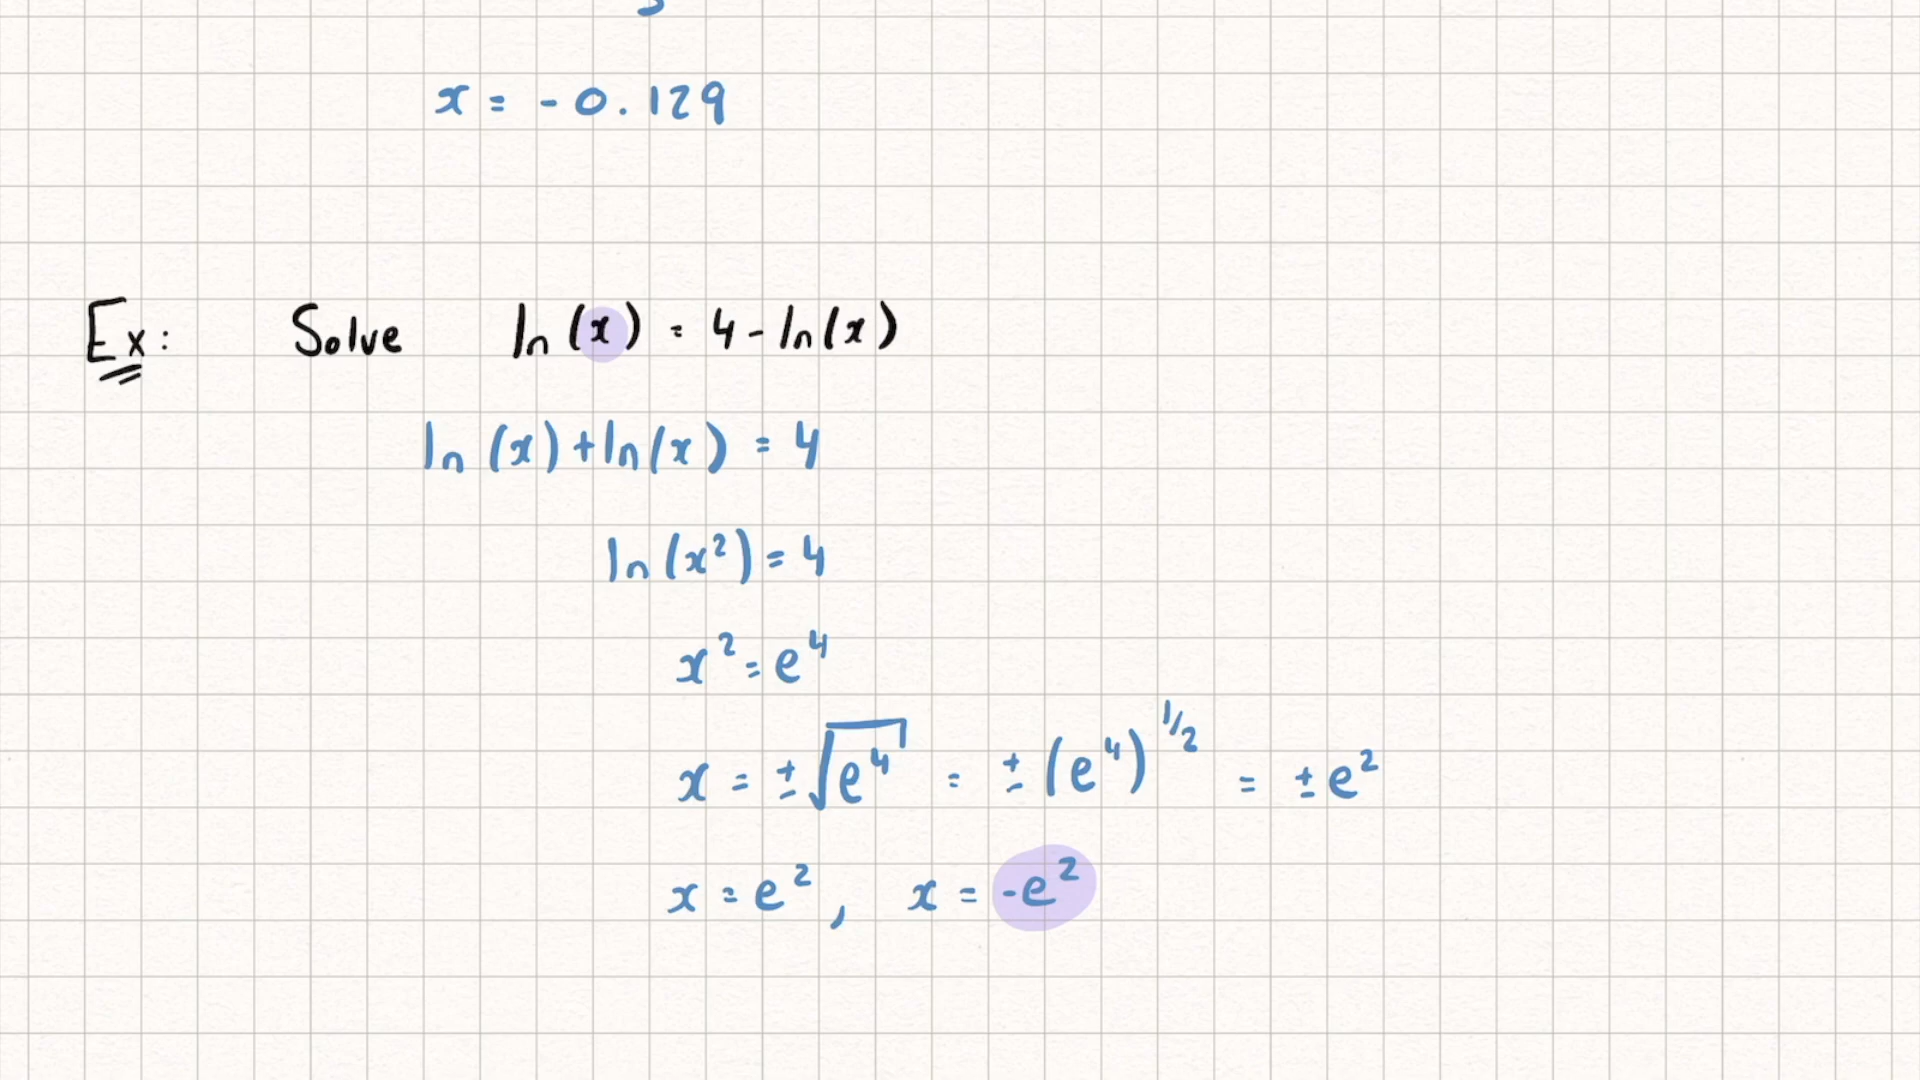 x = -0.129
Ex: Solve ln(x) = 4 - ln(x)
ln(x) + ln(x) = 4
ln(x²) = 4
x² = e⁴
x = ±√e⁴ = ±(e⁴)^1/2 = ±e²
x = e², x = -e²